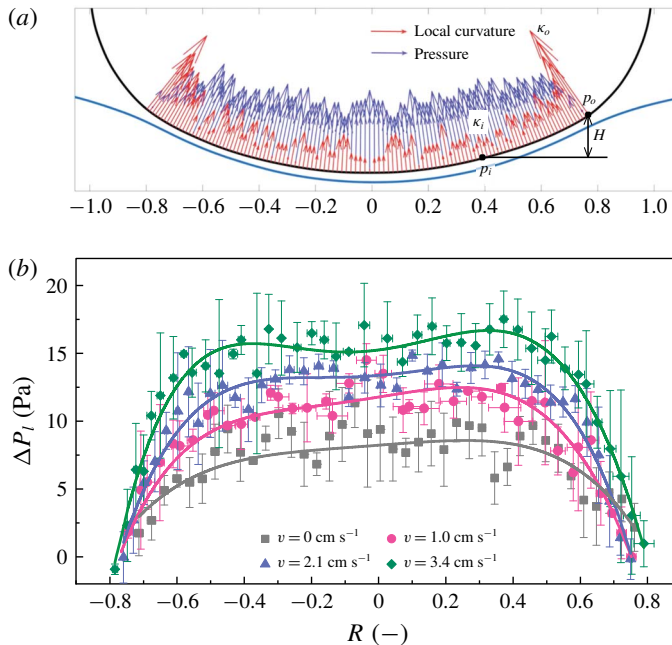 (a)
Local curvature
Pressure
κo
κi
po
H
pi
−1.0 −0.8 −0.6 −0.4 −0.2 0 0.2 0.4 0.6 0.8 1.0
(b)
20
15
10
5
0
ΔPl (Pa)
v = 0 cm s−1
v = 1.0 cm s−1
v = 2.1 cm s−1
v = 3.4 cm s−1
−0.8 −0.6 −0.4 −0.2 0 0.2 0.4 0.6 0.8
R (−)